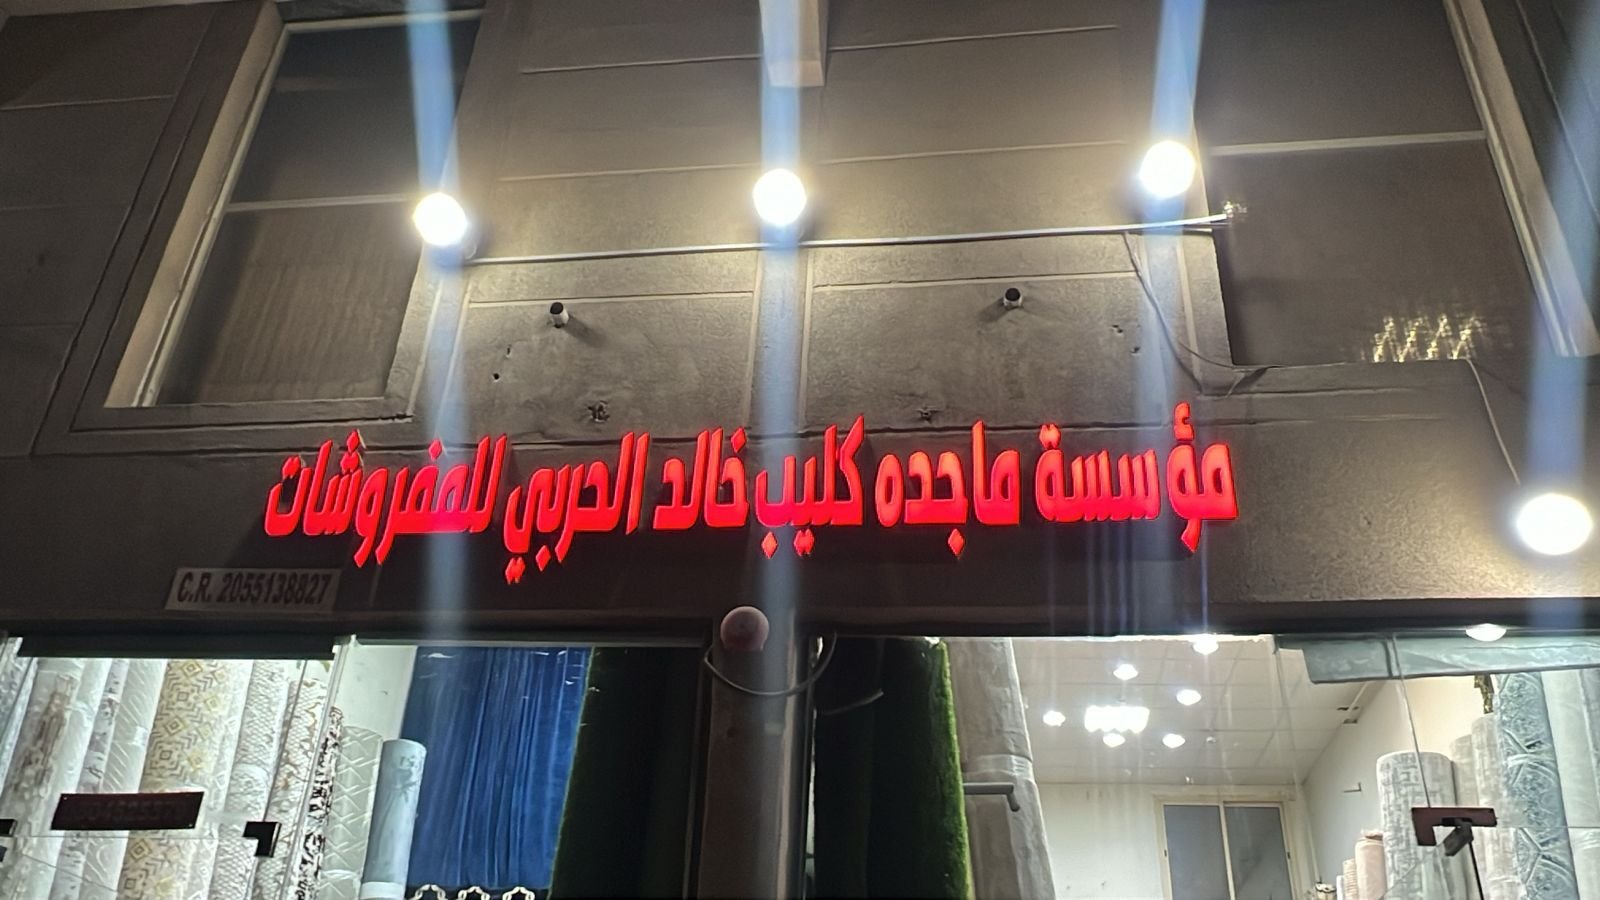 مؤسسة ماجده كليب خالد الحربي للمفروشات
C.R. 2055138827